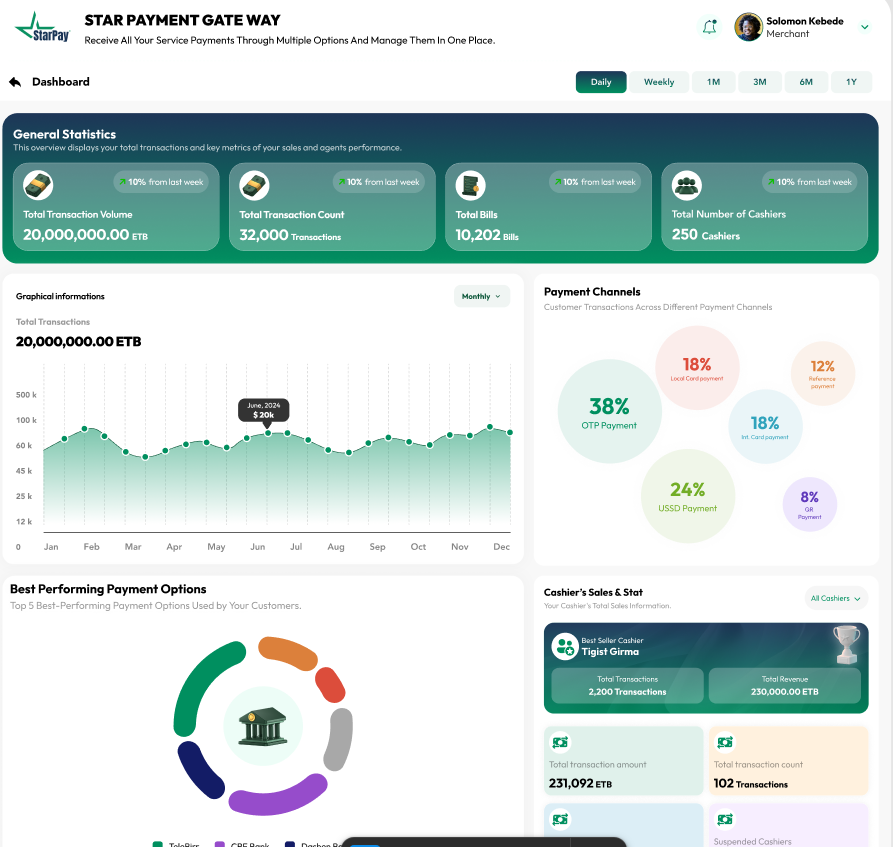 StarPay
STAR PAYMENT GATE WAY
Receive All Your Service Payments Through Multiple Options And Manage Them In One Place.
Solomon Kebede
Merchant
Dashboard
Daily
Weekly
1M
3M
6M
1Y
General Statistics
This overview displays your total transactions and key metrics of your sales and agents performance.
10% from last week
Total Transaction Volume
20,000,000.00 ETB
10% from last week
Total Transaction Count
32,000 Transactions
10% from last week
Total Bills
10,202 Bills
10% from last week
Total Number of Cashiers
250 Cashiers
Graphical informations
Monthly
Total Transactions
20,000,000.00 ETB
500 k
100 k
60 k
45 k
25 k
12 k
0
June, 2024
$ 20k
Jan
Feb
Mar
Apr
May
Jun
Jul
Aug
Sep
Oct
Nov
Dec
Payment Channels
Customer Transactions Across Different Payment Channels
38%
OTP Payment
18%
Local Card payment
12%
Reference
payment
18%
Int. Card payment
24%
USSD Payment
8%
QR
Payment
Best Performing Payment Options
Top 5 Best-Performing Payment Options Used by Your Customers.
TeleBirr
CBE Bank
Dashen
Cashier's Sales & Stat
Your Cashier's Total Sales Information.
All Cashiers
Best Seller Cashier
Tigist Girma
Total Transactions
2,200 Transactions
Total Revenue
230,000.00 ETB
Total transaction amount
231,092 ETB
Total transaction count
102 Transactions
Suspended Cashiers